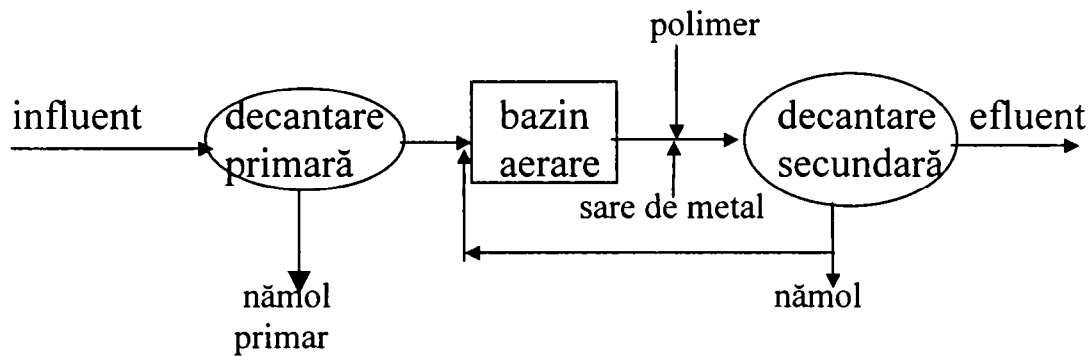 polimer
influent
decantare
primară
bazin
aerare
decantare
secundară
efluent
sare de metal
nămol
primar
nămol